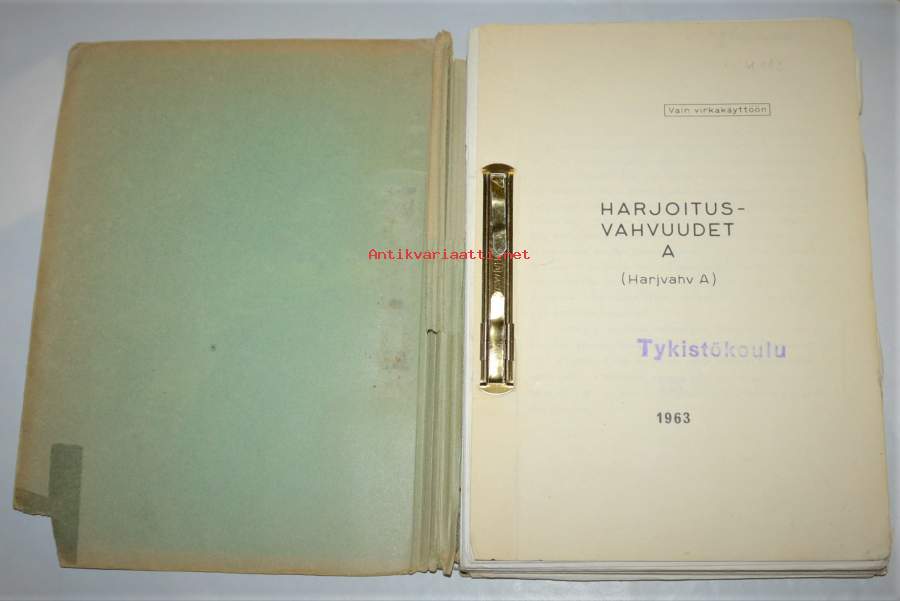 Vain virkakäyttöön
HARJOITUS-
VAHVUUDET
A
(Harjvahv A)
Antikvariaatti.net
Tykistökoulu
1963